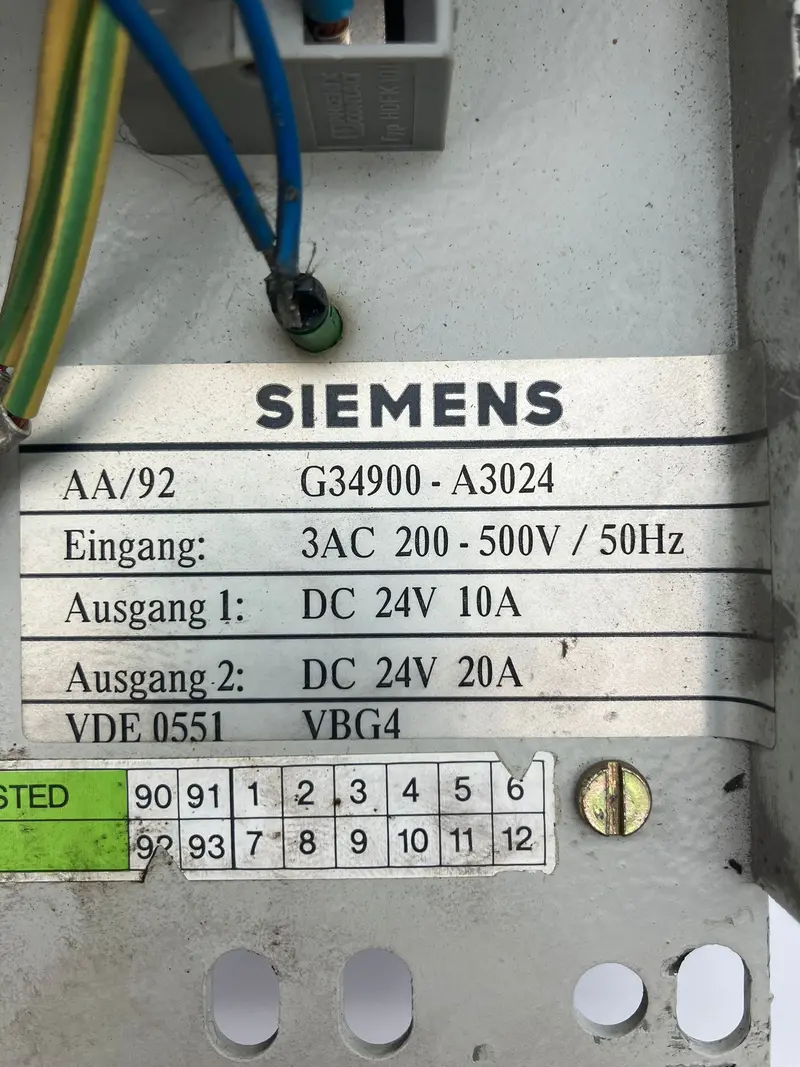 PHOENIX
CONTACT
SIEMENS
AA/92 G34900 - A3024
Eingang: 3AC 200 - 500V / 50Hz
Ausgang 1: DC 24V 10A
Ausgang 2: DC 24V 20A
VDE 0551 VBG4
STED 90 91 1 2 3 4 5 6
92 93 7 8 9 10 11 12